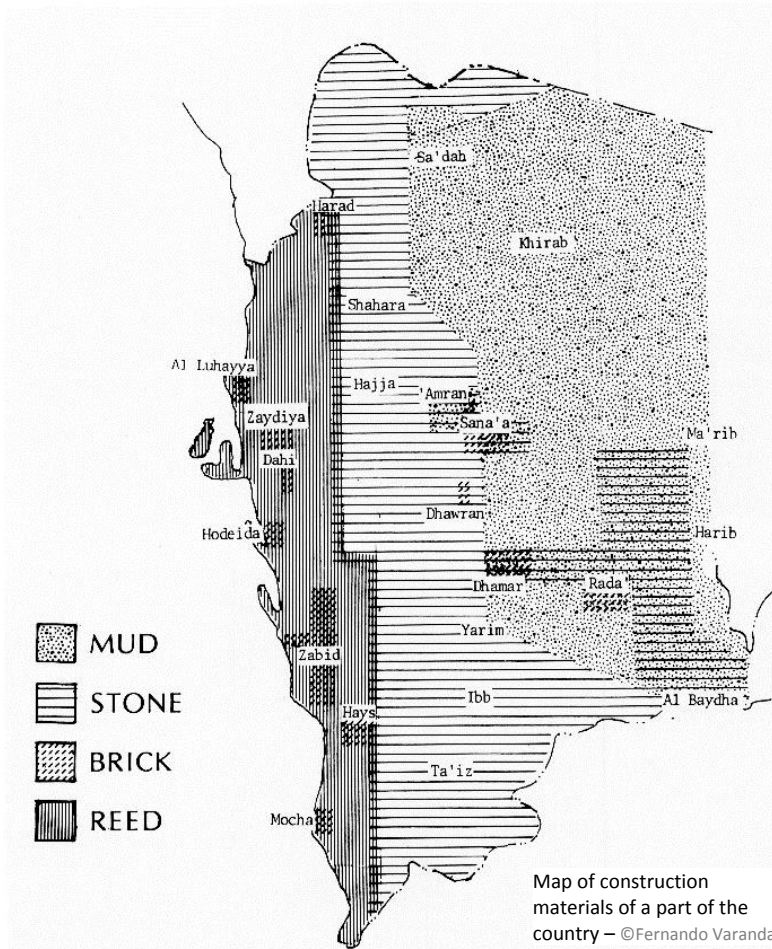 Sa'dah
Khirab
Harad
Shahara
Al Luhayya
Hajja
'Amran
Zaydiya
Sana'a
Ma'rib
Dahi
Dhawran
Hodeida
Harib
Dhamar
Rada'
Yarim
Zabid
Ibb
Al Baydha
Hays
Ta'iz
Mocha
MUD
STONE
BRICK
REED
Map of construction
materials of a part of the
country – ©Fernando Varanda